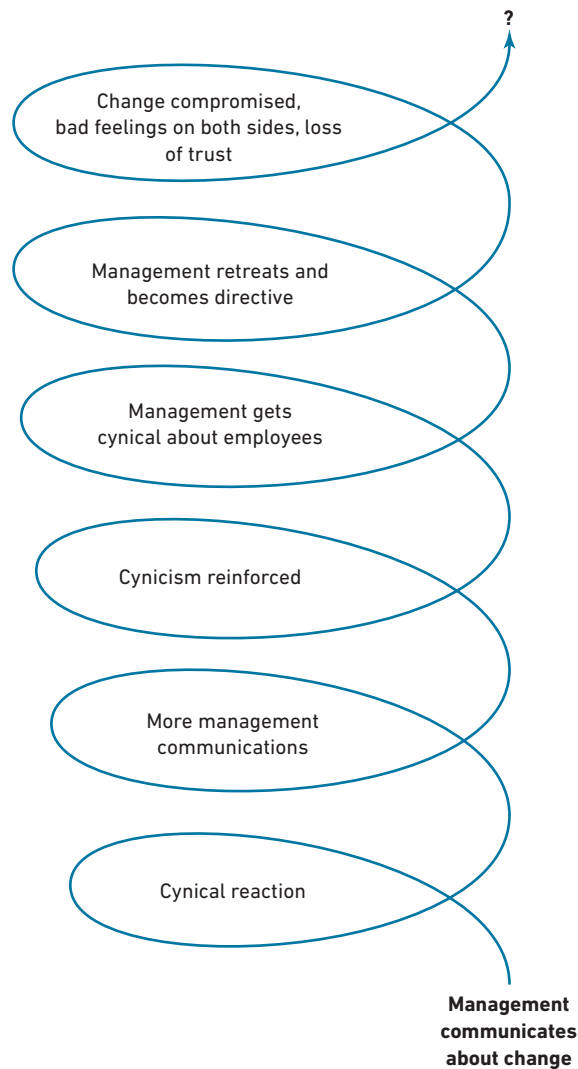 ?
Change compromised,
bad feelings on both sides, loss
of trust
Management retreats and
becomes directive
Management gets
cynical about employees
Cynicism reinforced
More management
communications
Cynical reaction
Management
communicates
about change